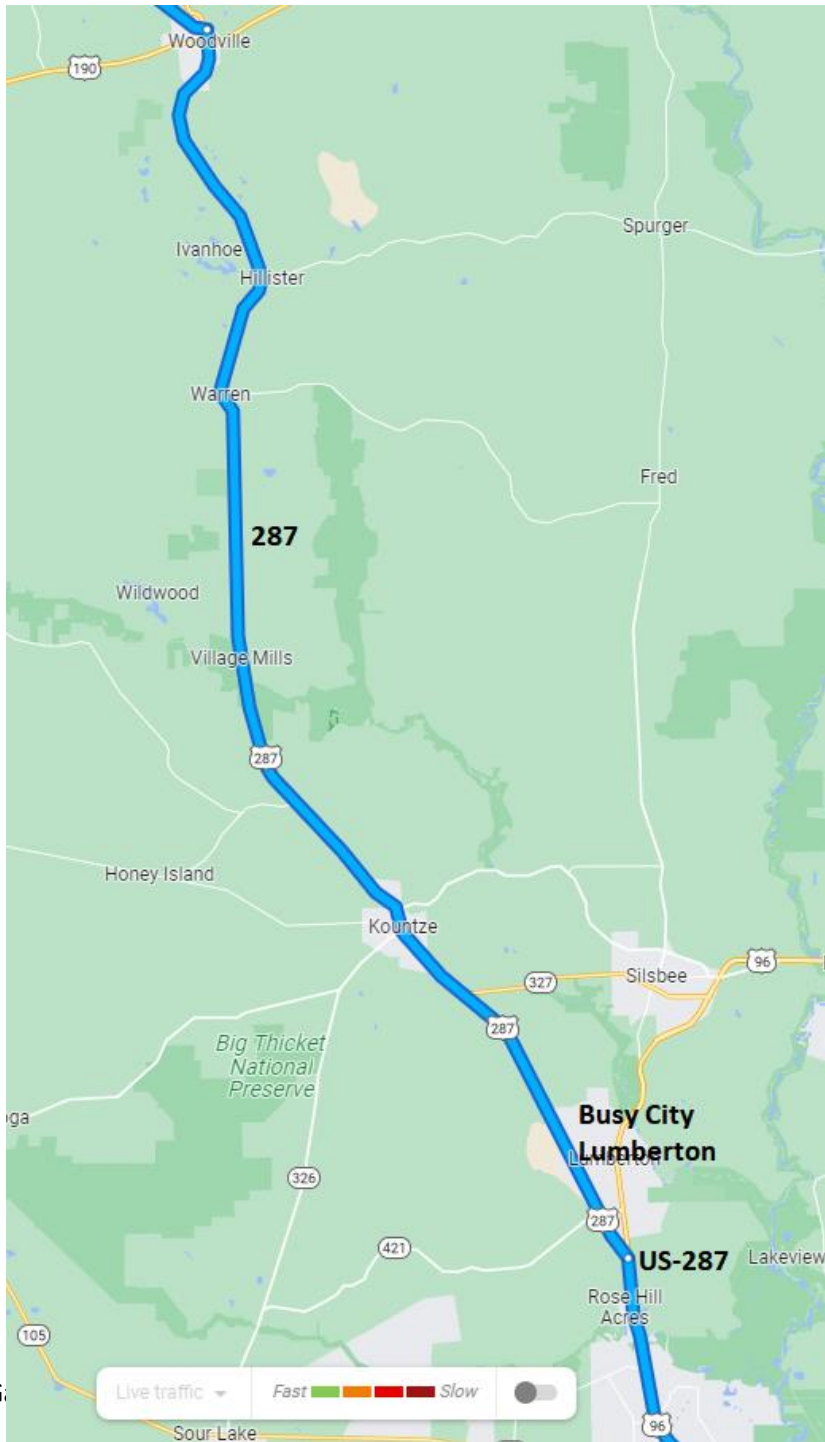 Woodville
190
Spurger
Ivanhoe
Hillister
Warren
Fred
287
Wildwood
Village Mills
287
Honey Island
Kountze
96
Silsbee
327
287
Big Thicket
National
Preserve
Busy City
Lumberton
oga
Lumberton
326
287
421
US-287
Lakeview
Rose Hill
Acres
105
Live traffic
Fast
Slow
96
Sour Lake